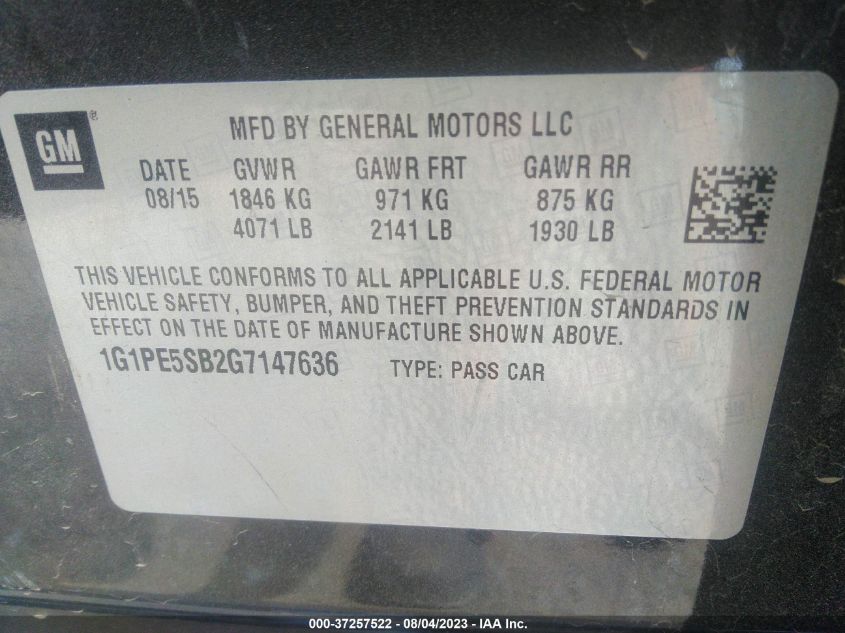 GM®
MFD BY GENERAL MOTORS LLC
DATE GVWR GAWR FRT GAWR RR
08/15 1846 KG 971 KG 875 KG
4071 LB 2141 LB 1930 LB
THIS VEHICLE CONFORMS TO ALL APPLICABLE U.S. FEDERAL MOTOR
VEHICLE SAFETY, BUMPER, AND THEFT PREVENTION STANDARDS IN
EFFECT ON THE DATE OF MANUFACTURE SHOWN ABOVE.
1G1PE5SB2G7147636 TYPE: PASS CAR
000-37257522 - 08/04/2023 - IAA Inc.